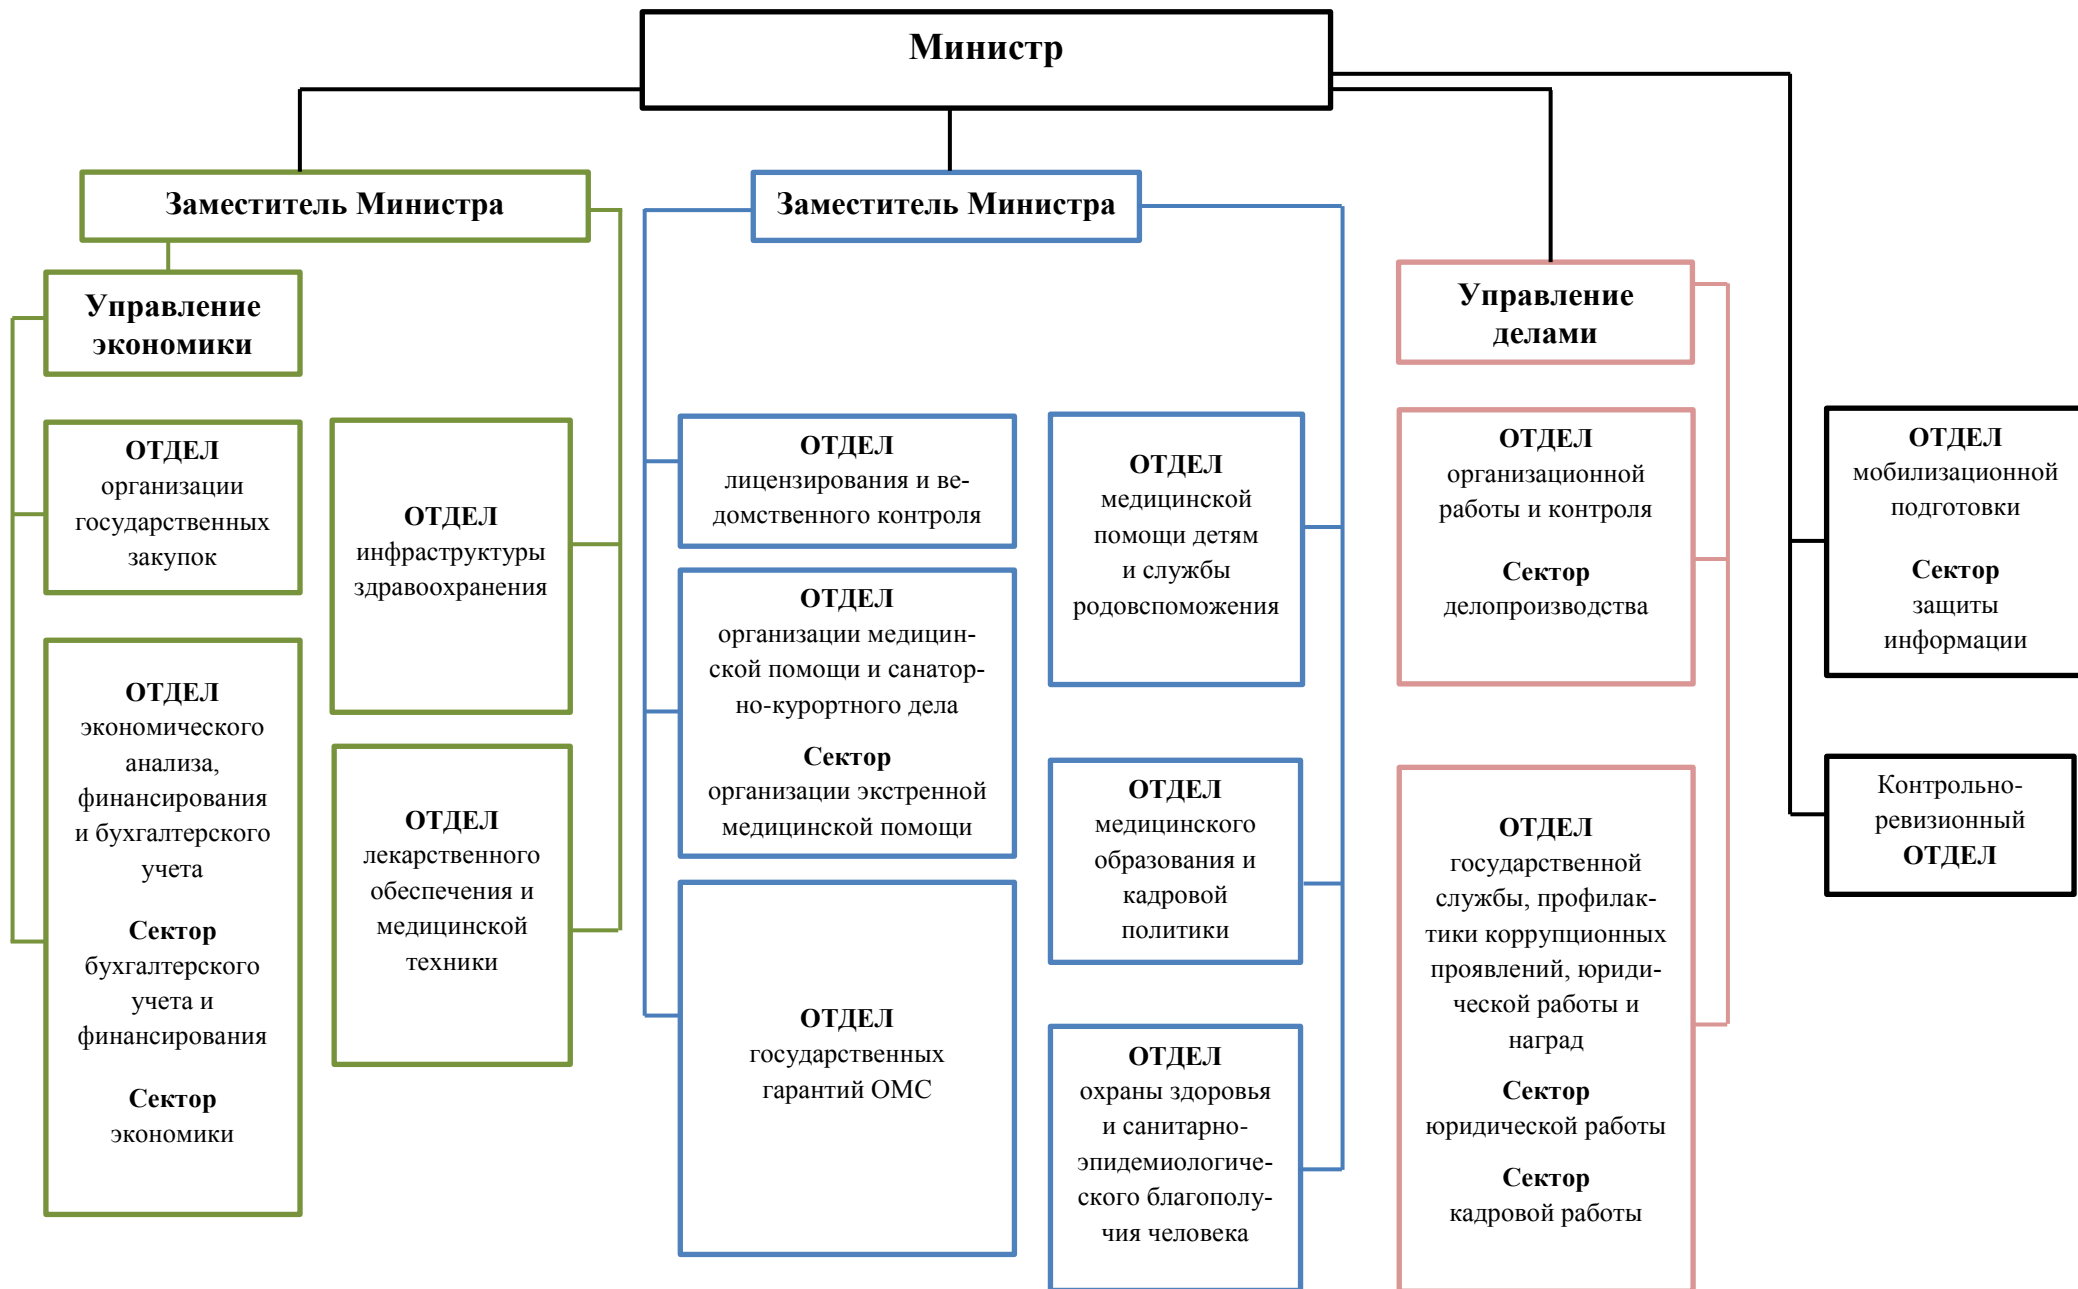 Министр
Заместитель Министра
Управление
экономики
ОТДЕЛ
организации
государственных
закупок
ОТДЕЛ
экономического
анализа,
финансирования
и бухгалтерского
учета
Сектор
бухгалтерского
учета и
финансирования
Сектор
экономики
ОТДЕЛ
инфраструктуры
здравоохранения
ОТДЕЛ
лекарственного
обеспечения и
медицинской
техники
Заместитель Министра
ОТДЕЛ
лицензирования и ве-
домственного контроля
ОТДЕЛ
организации медицин-
ской помощи и санатор-
но-курортного дела
Сектор
организации экстренной
медицинской помощи
ОТДЕЛ
государственных
гарантий ОМС
ОТДЕЛ
медицинской
помощи детям
и службы
родовспоможения
ОТДЕЛ
медицинского
образования и
кадровой
политики
ОТДЕЛ
охраны здоровья
и санитарно-
эпидемиологиче-
ского благополу-
чия человека
Управление
делами
ОТДЕЛ
организационной
работы и контроля
Сектор
делопроизводства
ОТДЕЛ
государственной
службы, профилак-
тики коррупционных
проявлений, юриди-
ческой работы и
наград
Сектор
юридической работы
Сектор
кадровой работы
ОТДЕЛ
мобилизационной
подготовки
Сектор
защиты
информации
Контрольно-
ревизионный
ОТДЕЛ